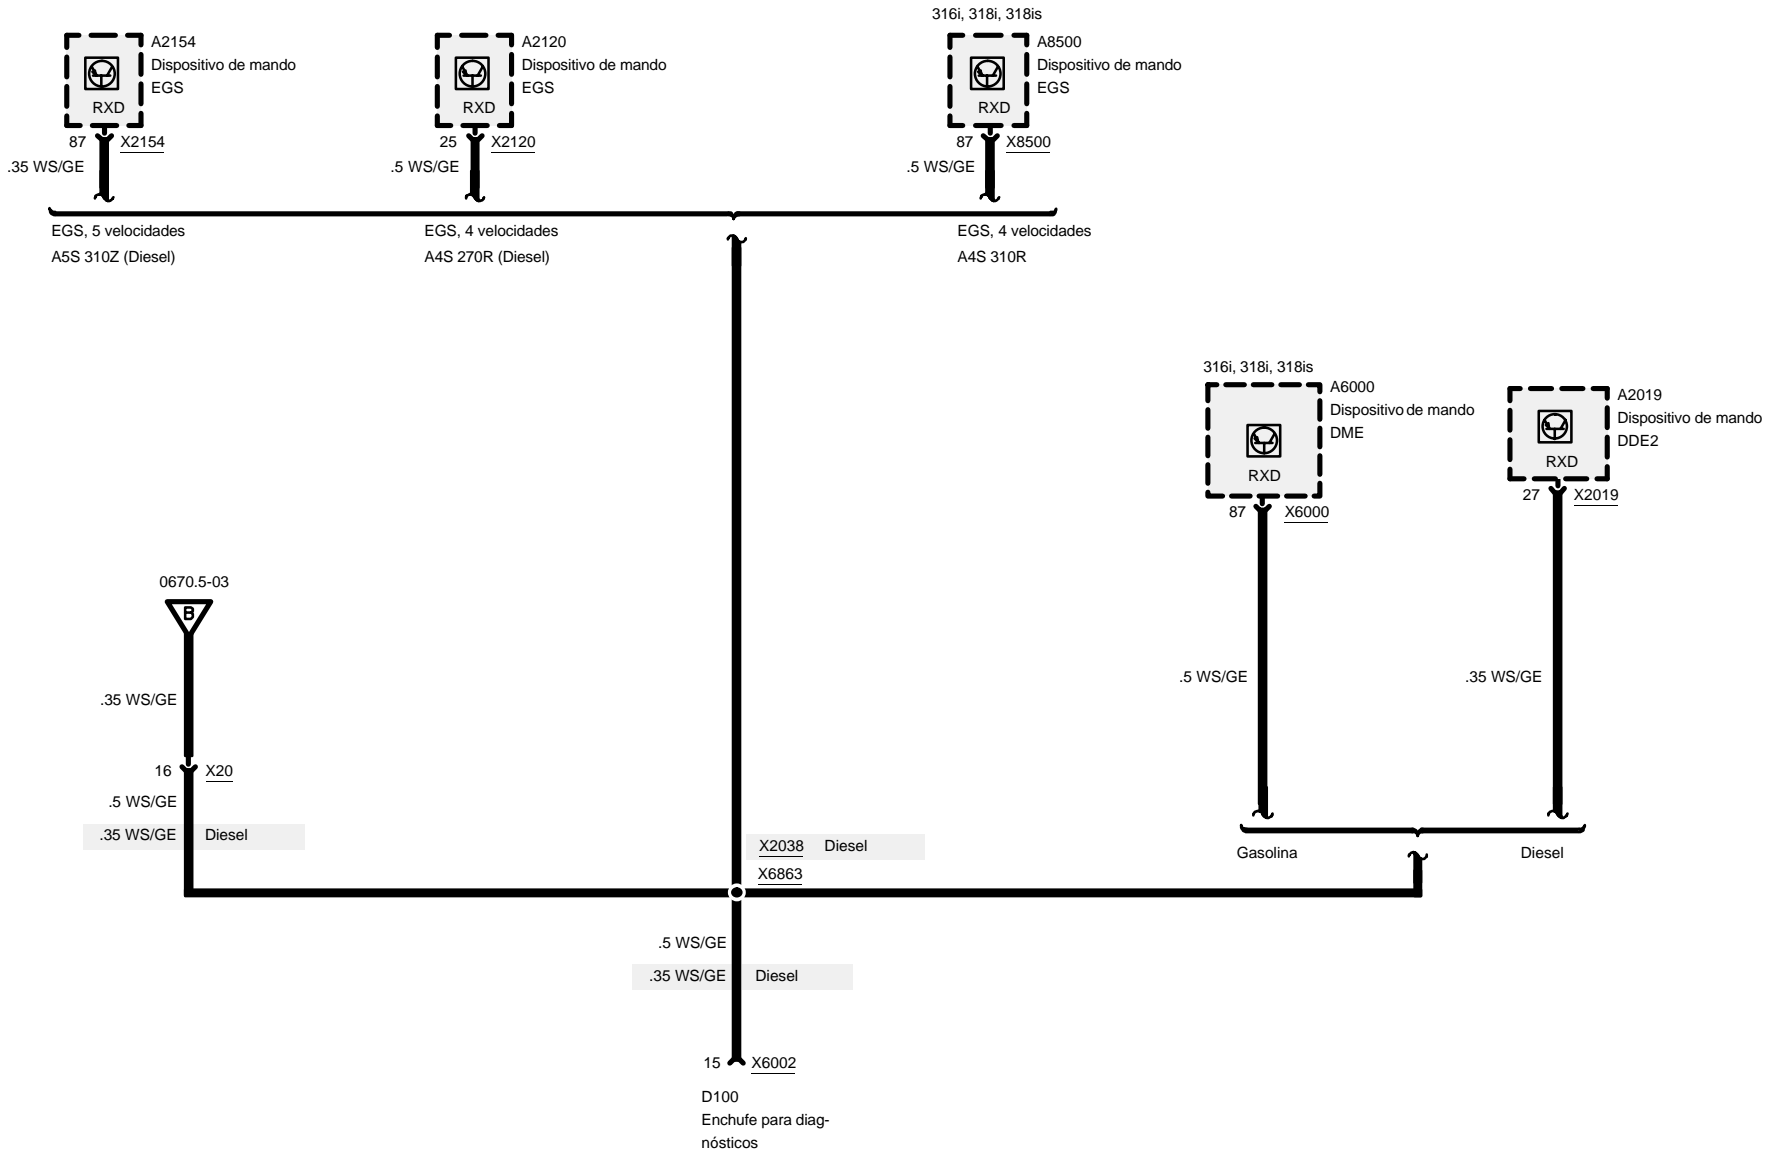 316i, 318i, 318is
A2154
Dispositivo de mando
EGS
RXD
87 X2154
.35 WS/GE
A2120
Dispositivo de mando
EGS
RXD
25 X2120
.5 WS/GE
A8500
Dispositivo de mando
EGS
RXD
87 X8500
.5 WS/GE
EGS, 5 velocidades
A5S 310Z (Diesel)
EGS, 4 velocidades
A4S 270R (Diesel)
EGS, 4 velocidades
A4S 310R
316i, 318i, 318is
A6000
Dispositivo de mando
DME
RXD
87 X6000
.5 WS/GE
A2019
Dispositivo de mando
DDE2
RXD
27 X2019
.35 WS/GE
Gasolina
Diesel
0670.5-03
B
.35 WS/GE
16 X20
.5 WS/GE
.35 WS/GE Diesel
X2038 Diesel
X6863
.5 WS/GE
.35 WS/GE Diesel
15 X6002
D100
Enchufe para diag-
nósticos